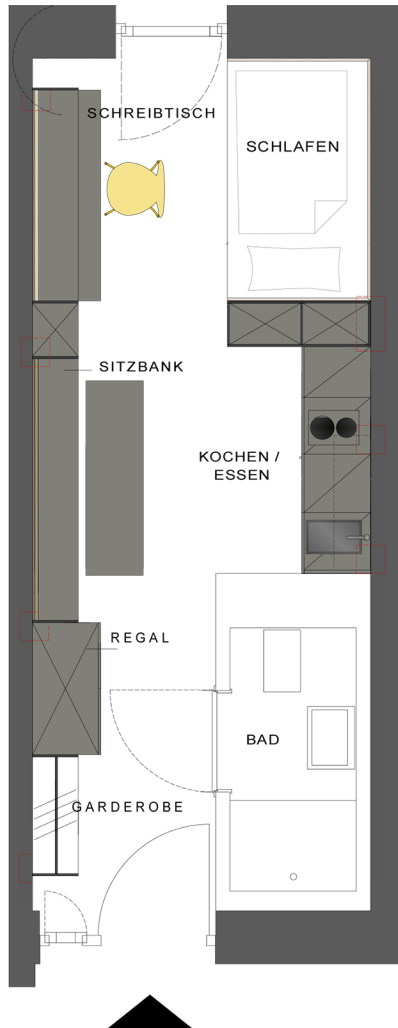 SCHREIBTISCH
SCHLAFEN
SITZBANK
KOCHEN /
ESSEN
REGAL
BAD
GARDEROBE